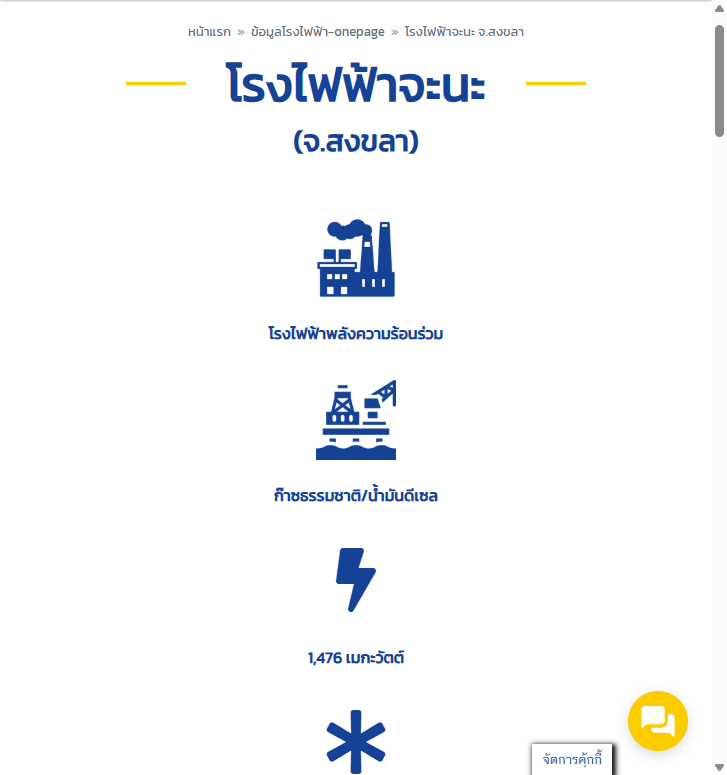 หน้าแรก » ข้อมูลโรงไฟฟ้า-onepage » โรงไฟฟ้าจะนะ จ.สงขลา
โรงไฟฟ้าจะนะ
(จ.สงขลา)
โรงไฟฟ้าพลังความร้อนร่วม
ก๊าซธรรมชาติ/น้ำมันดีเซล
1,476 เมกะวัตต์
จัดการคุ้กกี้